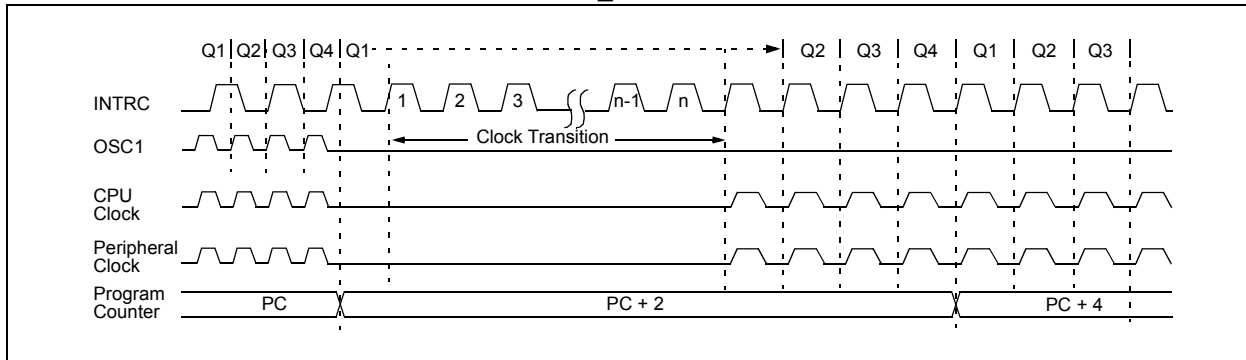 Q1 Q2 Q3 Q4 Q1 Q2 Q3 Q4 Q1 Q2 Q3
INTRC 1 2 3 n-1 n
OSC1 Clock Transition
CPU
Clock
Peripheral
Clock
Program
Counter PC PC + 2 PC + 4